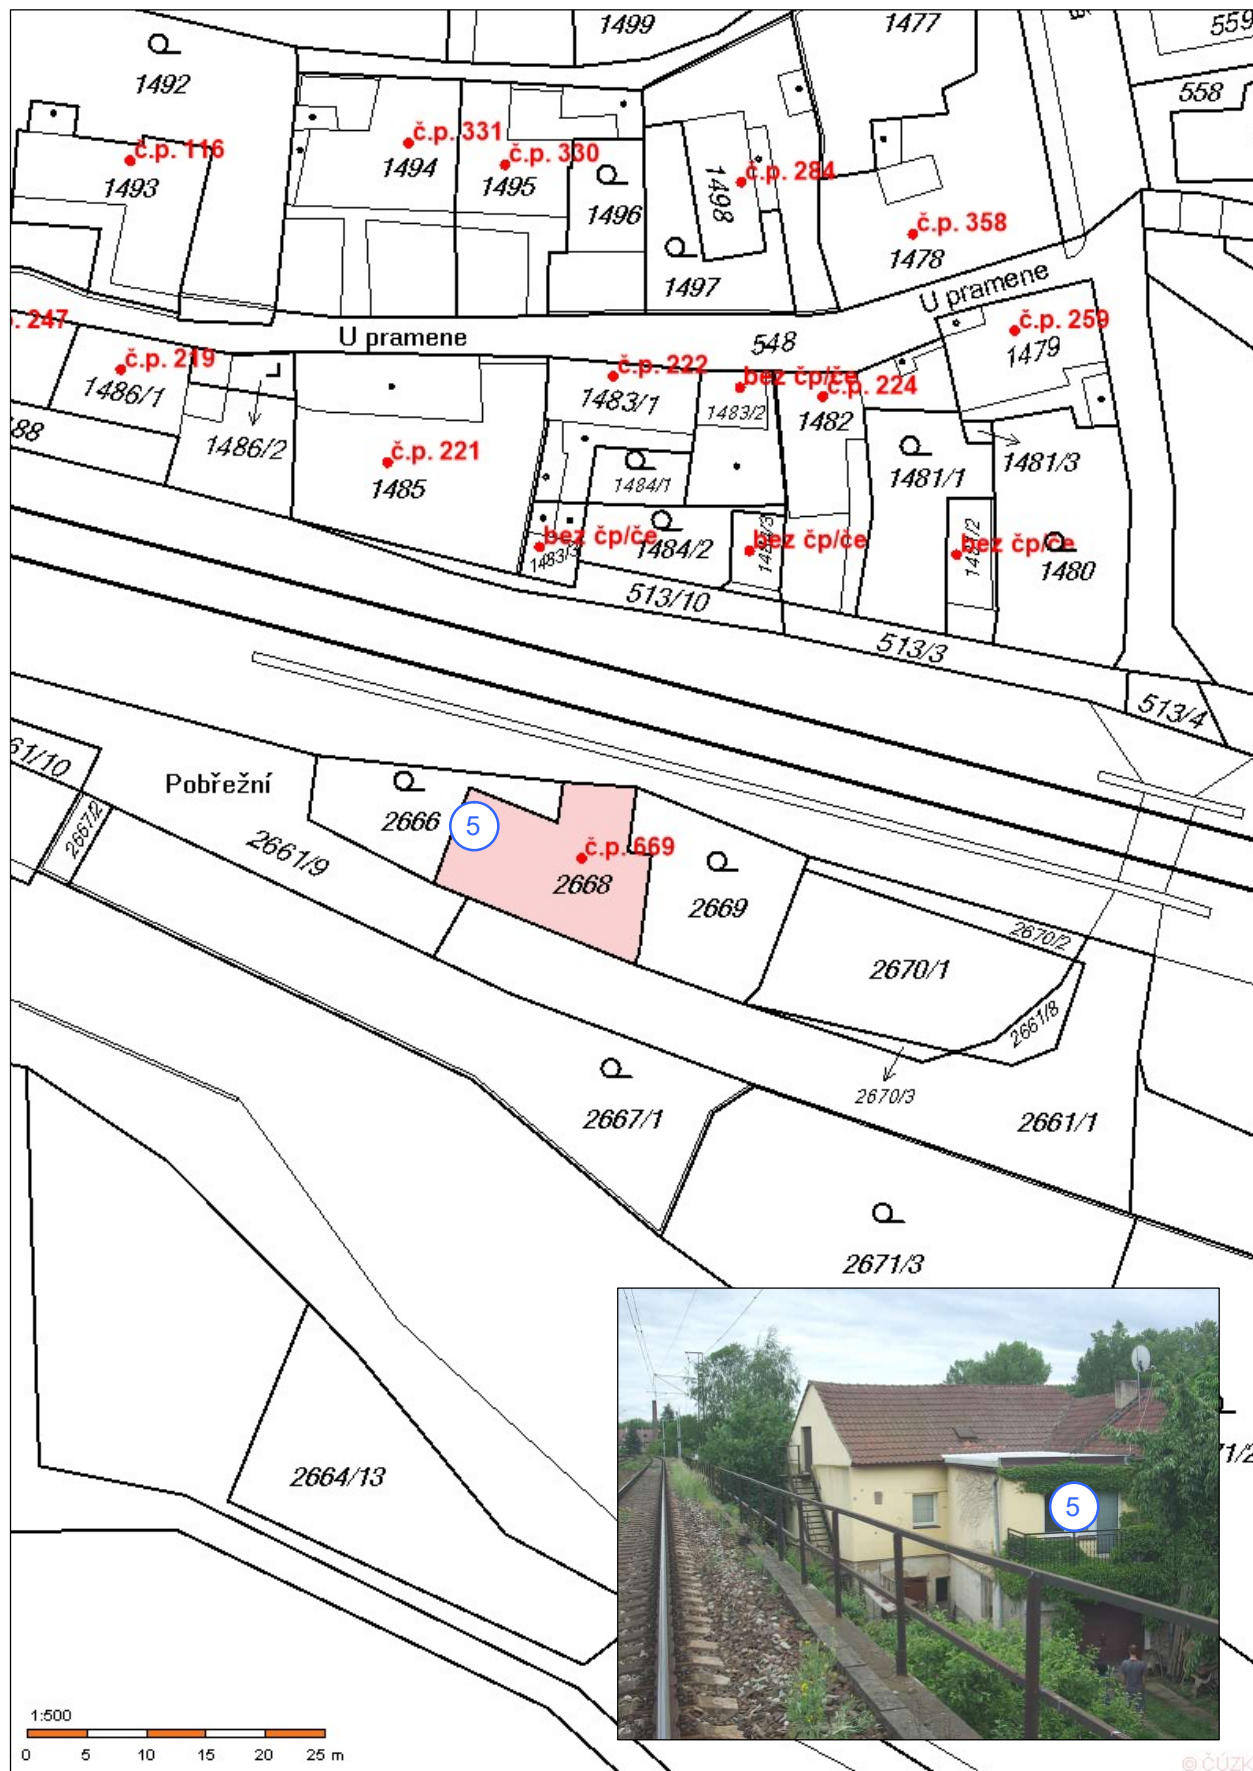 1499
1477
559
1492
558
č.p. 331
č.p. 116
č.p. 330
1494
1495
1493
č.p. 284
1498
1496
č.p. 358
1478
1497
U pramene
. 247
U pramene
548
č.p. 259
1479
č.p. 219
1486/1
č.p. 222
1483/1
bez čp/če
č.p. 224
1483/2
1482
88
1486/2
č.p. 221
1485
1484/1
1481/1
1481/3
bez čp/če
1483/3
1484/2
bez čp/če
bez čp/če
1481/2
1480
513/10
513/3
513/4
61/10
Pobřežní
2667/2
2666
5
2661/9
č.p. 669
2668
2669
2670/2
2670/1
2661/8
2670/3
2667/1
2661/1
2671/3
71/2
2664/13
5
1:500
0 5 10 15 20 25 m
© ČÚZK